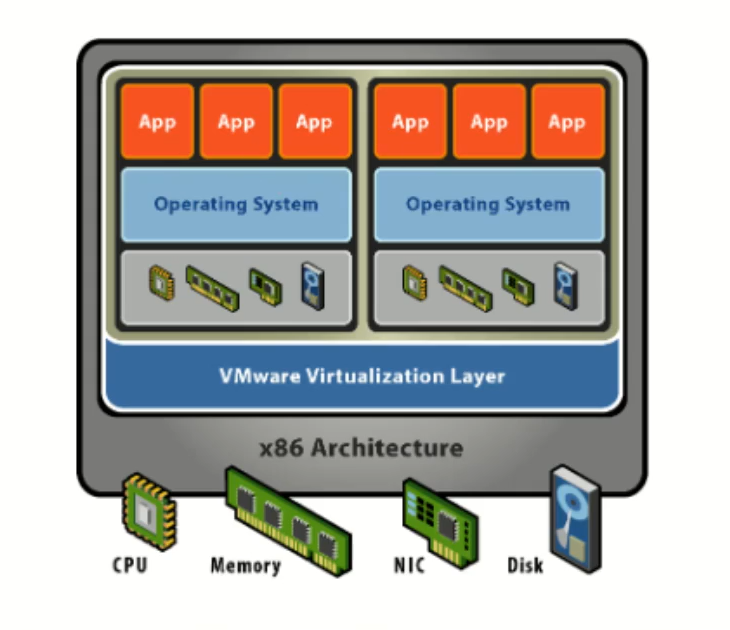 App App App App App App
Operating System Operating System
VMware Virtualization Layer
x86 Architecture
CPU Memory NIC Disk